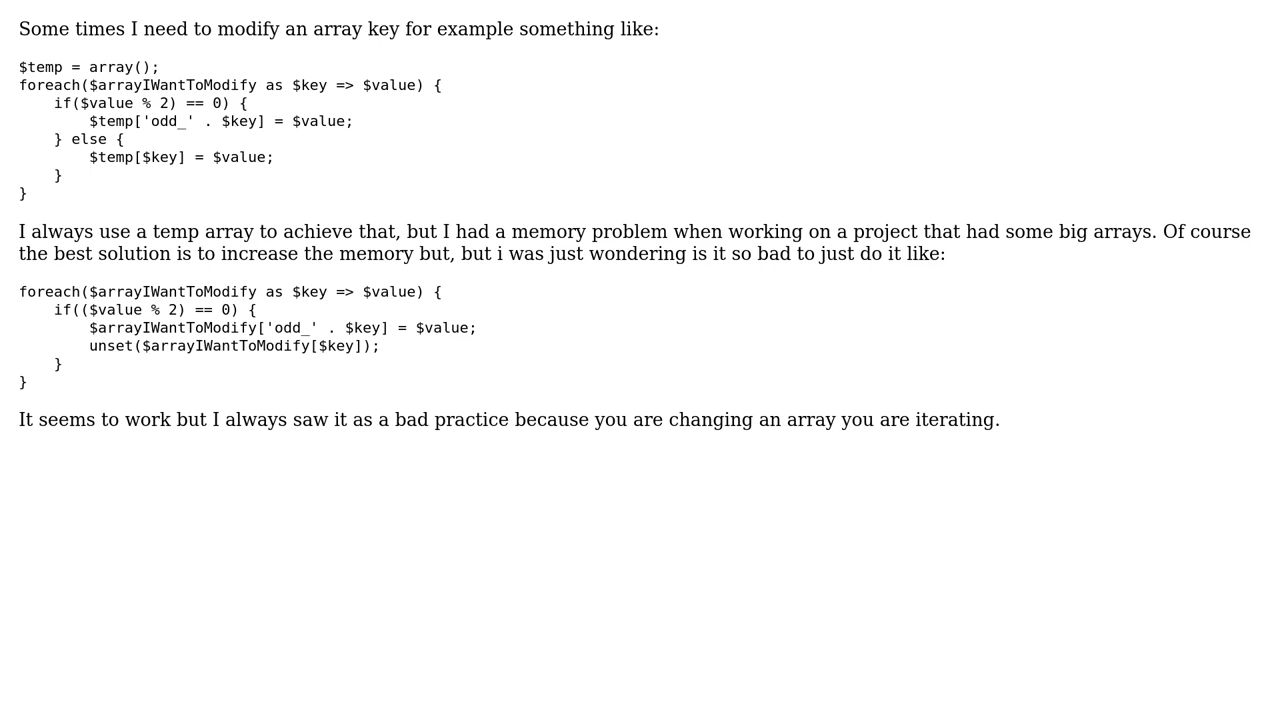 Some times I need to modify an array key for example something like:
$temp = array();
foreach($arrayIWantToModify as $key => $value) {
    if($value % 2) == 0) {
        $temp['odd_' . $key] = $value;
    } else {
        $temp[$key] = $value;
    }
}
I always use a temp array to achieve that, but I had a memory problem when working on a project that had some big arrays. Of course
the best solution is to increase the memory but, but i was just wondering is it so bad to just do it like:
foreach($arrayIWantToModify as $key => $value) {
    if(($value % 2) == 0) {
        $arrayIWantToModify['odd_' . $key] = $value;
        unset($arrayIWantToModify[$key]);
    }
}
It seems to work but I always saw it as a bad practice because you are changing an array you are iterating.